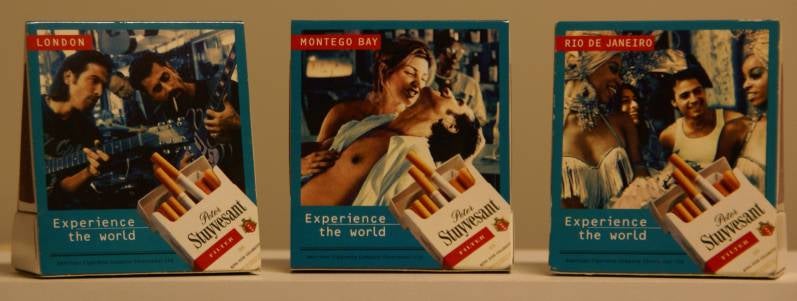 LONDON
Experience
the world
Peter
Stuyvesant
FILTER
MONTEGO BAY
Experience
the world
Peter
Stuyvesant
FILTER
RIO DE JANEIRO
Experience
the world
Peter
Stuyvesant
FILTER